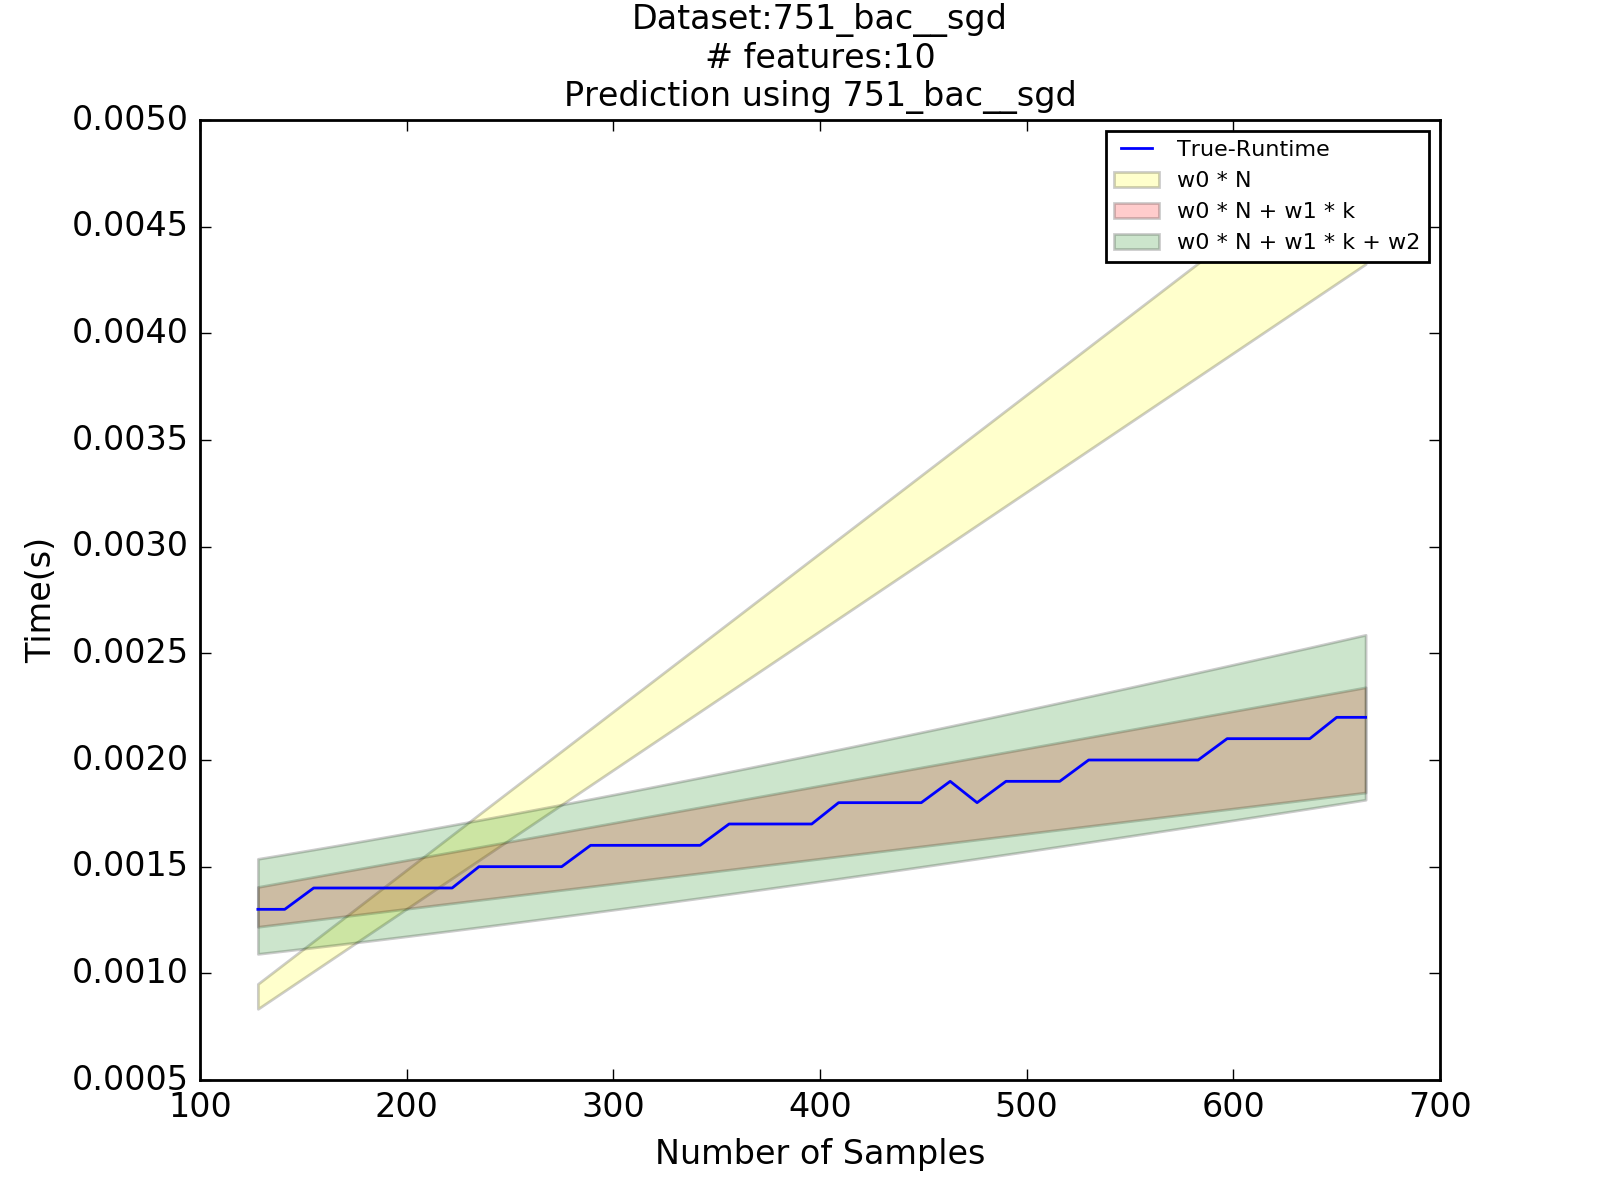 Dataset:751_bac__sgd
# features:10
Prediction using 751_bac__sgd
0.0050
0.0045
0.0040
0.0035
0.0030
0.0025
0.0020
0.0015
0.0010
0.0005
Time(s)
True-Runtime
w0 * N
w0 * N + w1 * k
w0 * N + w1 * k + w2
100 200 300 400 500 600 700
Number of Samples